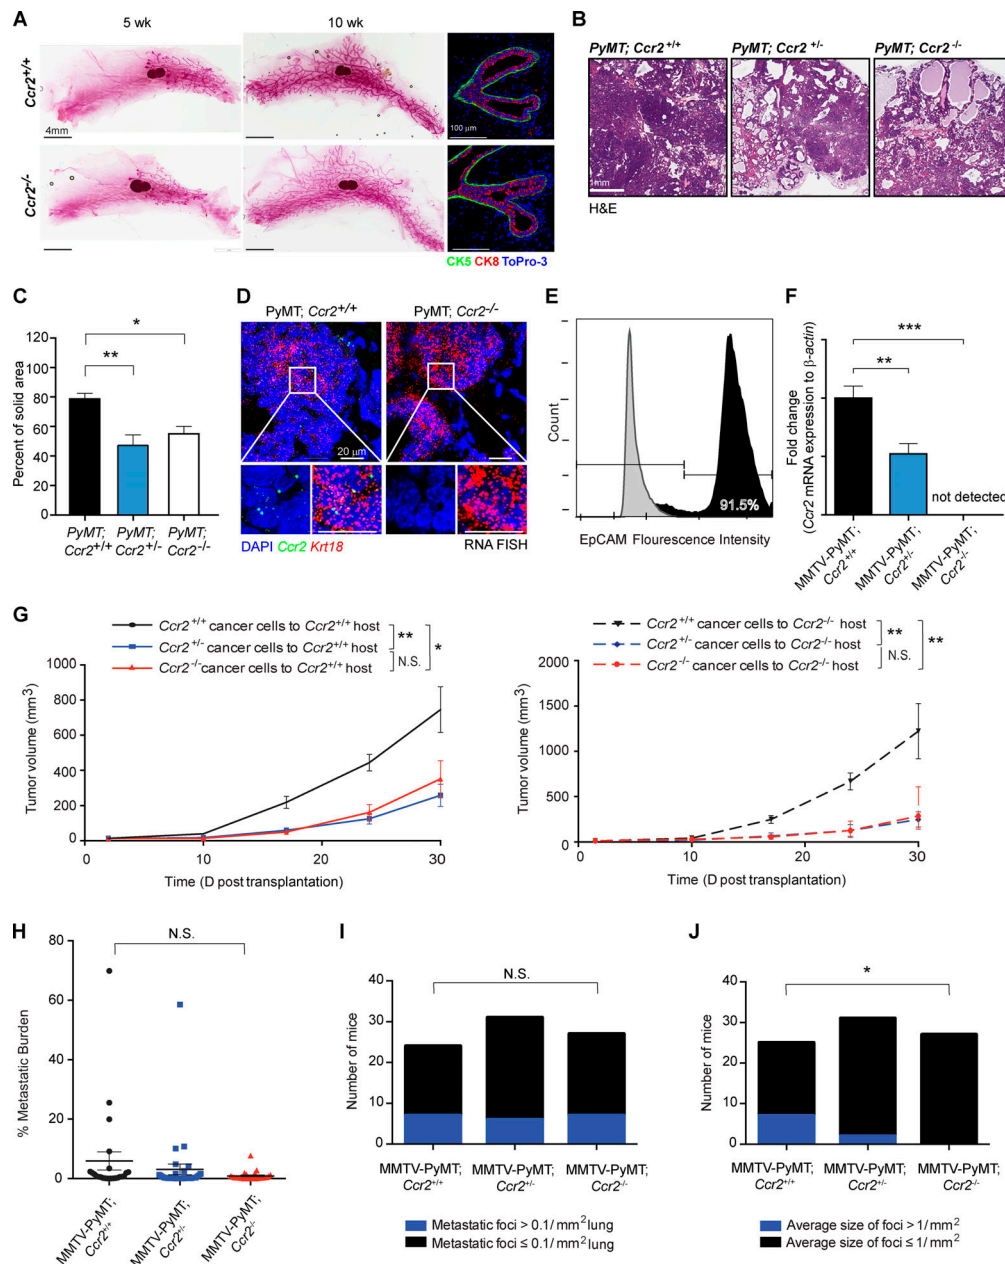 A
5 wk
10 wk
Ccr2+/+
4mm
100 µm
Ccr2-/-
CK5 CK8 ToPro-3
B
PyMT; Ccr2 +/+
PyMT; Ccr2 +/-
PyMT; Ccr2 -/-
1mm
H&E
C
Percent of solid area
120
100
80
60
40
20
0
*
**
PyMT; Ccr2+/+
PyMT; Ccr2+/-
PyMT; Ccr2-/-
D
PyMT; Ccr2+/+
PyMT; Ccr2-/-
20 µm
DAPI Ccr2 Krt18
RNA FISH
E
Count
91.5%
EpCAM Flourescence Intensity
F
Fold change
(Ccr2 mRNA expression to β-actin)
***
**
not detected
MMTV-PyMT; Ccr2+/+
MMTV-PyMT; Ccr2+/-
MMTV-PyMT; Ccr2-/-
G
Ccr2+/+ cancer cells to Ccr2+/+ host
Ccr2+/- cancer cells to Ccr2+/+ host
Ccr2-/- cancer cells to Ccr2+/+ host
**
N.S.
*
Tumor volume (mm3)
1000
800
600
400
200
0
0 10 20 30
Time (D post transplantation)
Ccr2+/+ cancer cells to Ccr2-/- host
Ccr2+/- cancer cells to Ccr2-/- host
Ccr2-/- cancer cells to Ccr2-/- host
**
N.S.
**
Tumor volume (mm3)
2000
1500
1000
500
0
0 10 20 30
Time (D post transplantation)
H
N.S.
% Metastatic Burden
80
60
40
20
0
MMTV-PyMT; Ccr2+/+
MMTV-PyMT; Ccr2+/-
MMTV-PyMT; Ccr2-/-
I
N.S.
Number of mice
40
30
20
10
0
MMTV-PyMT; Ccr2+/+
MMTV-PyMT; Ccr2+/-
MMTV-PyMT; Ccr2-/-
Metastatic foci > 0.1/ mm2 lung
Metastatic foci ≤ 0.1/ mm2 lung
J
*
Number of mice
40
30
20
10
0
MMTV-PyMT; Ccr2+/+
MMTV-PyMT; Ccr2+/-
MMTV-PyMT; Ccr2-/-
Average size of foci > 1/ mm2
Average size of foci ≤ 1/ mm2